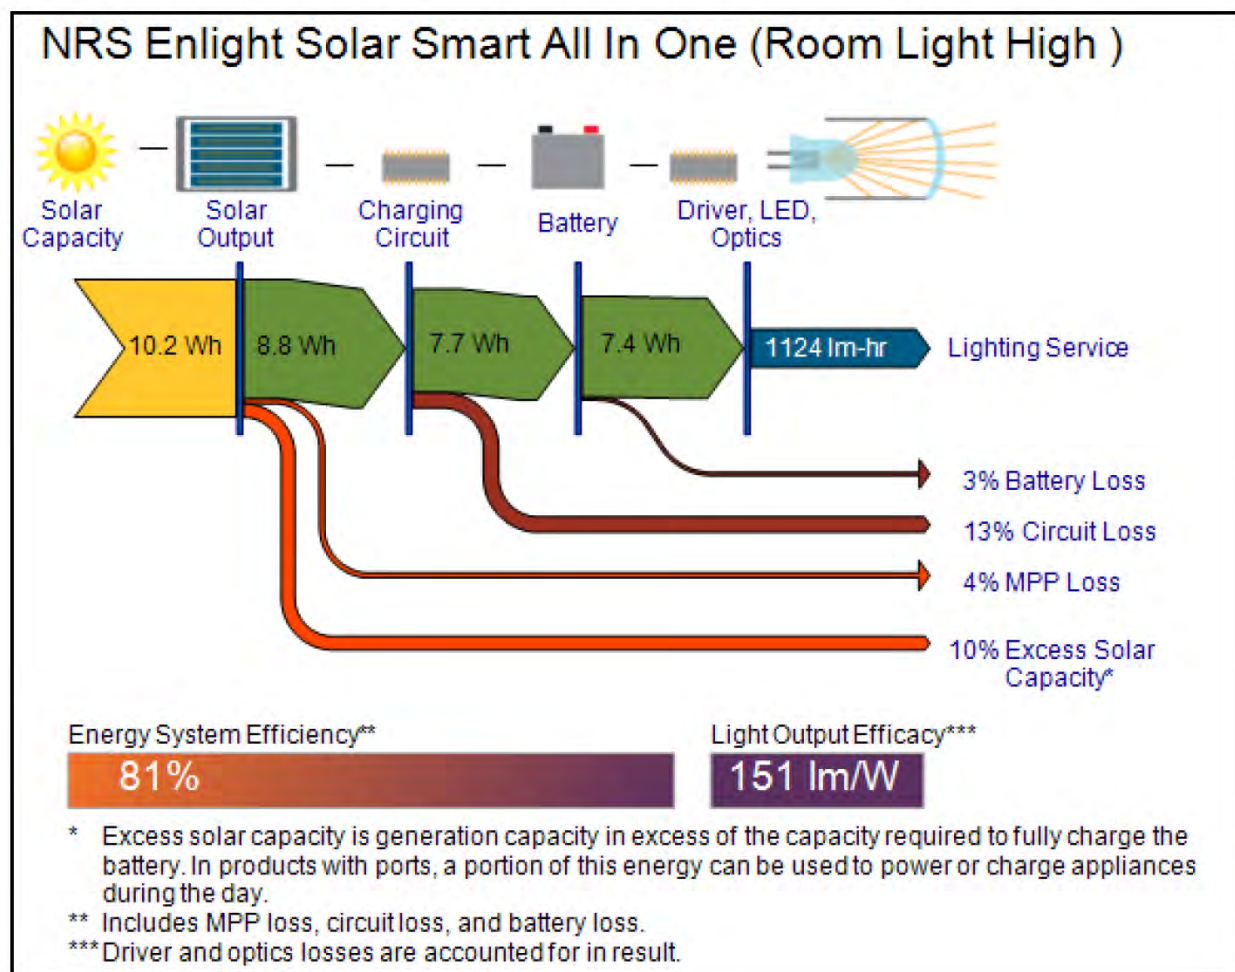 NRS Enlight Solar Smart All In One (Room Light High )
Solar
Capacity
Solar
Output
Charging
Circuit
Battery
Driver, LED,
Optics
10.2 Wh
8.8 Wh
7.7 Wh
7.4 Wh
1124 lm-hr
Lighting Service
3% Battery Loss
13% Circuit Loss
4% MPP Loss
10% Excess Solar
Capacity*
Energy System Efficiency**
81%
Light Output Efficacy***
151 lm/W
* Excess solar capacity is generation capacity in excess of the capacity required to fully charge the
battery. In products with ports, a portion of this energy can be used to power or charge appliances
during the day.
** Includes MPP loss, circuit loss, and battery loss.
*** Driver and optics losses are accounted for in result.